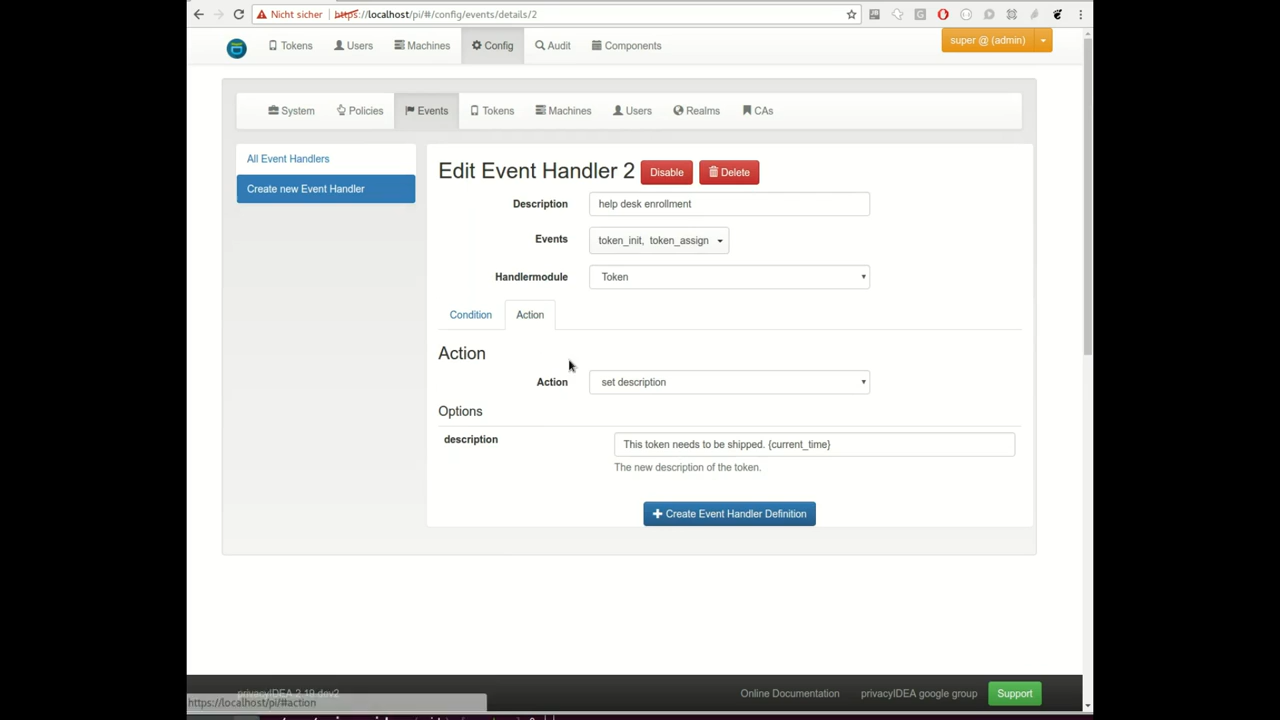 Nicht sicher https://localhost/pi/#/config/events/details/2
Tokens Users Machines Config Audit Components super @ (admin)
System Policies Events Tokens Machines Users Realms CAs
All Event Handlers
Create new Event Handler
Edit Event Handler 2 Disable Delete
Description help desk enrollment
Events token_init, token_assign
Handlermodule Token
Condition Action
Action
Action set description
Options
description This token needs to be shipped. {current_time}
The new description of the token.
Create Event Handler Definition
privacyIDEA 2.19.dev2 Online Documentation privacyIDEA google group Support
https://localhost/pi/#action